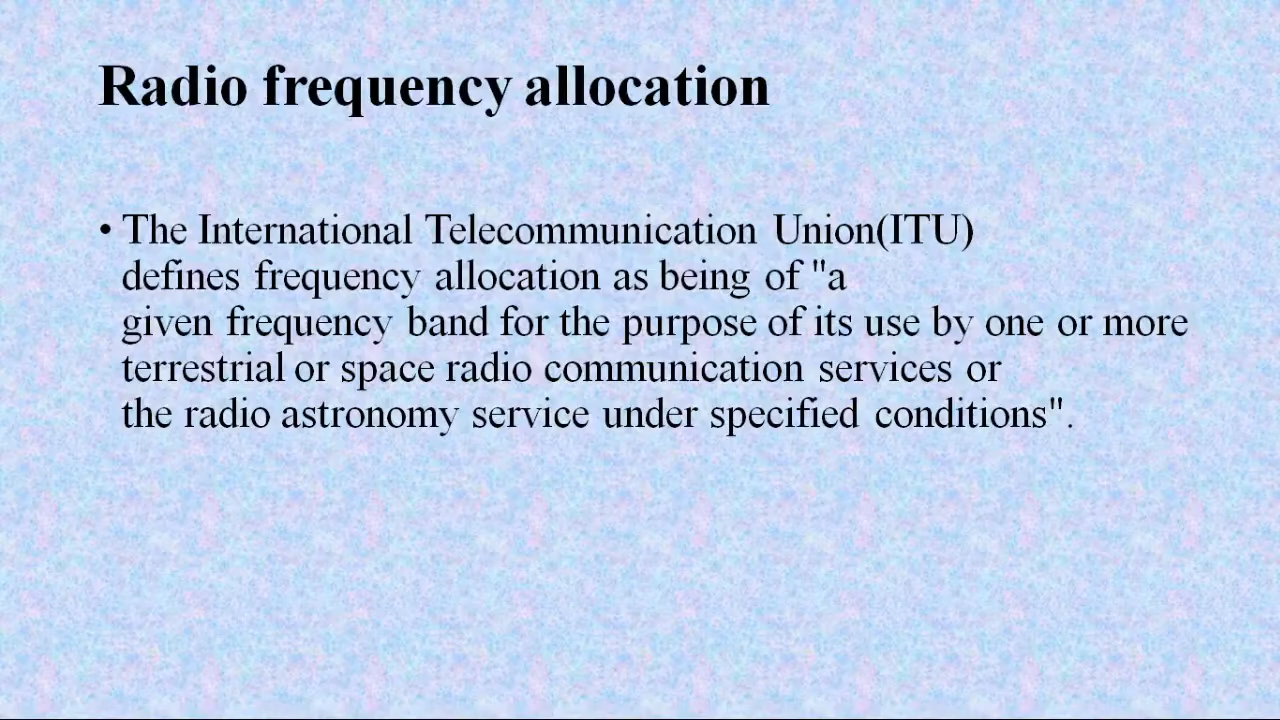 Radio frequency allocation
• The International Telecommunication Union(ITU)
defines frequency allocation as being of "a
given frequency band for the purpose of its use by one or more
terrestrial or space radio communication services or
the radio astronomy service under specified conditions".